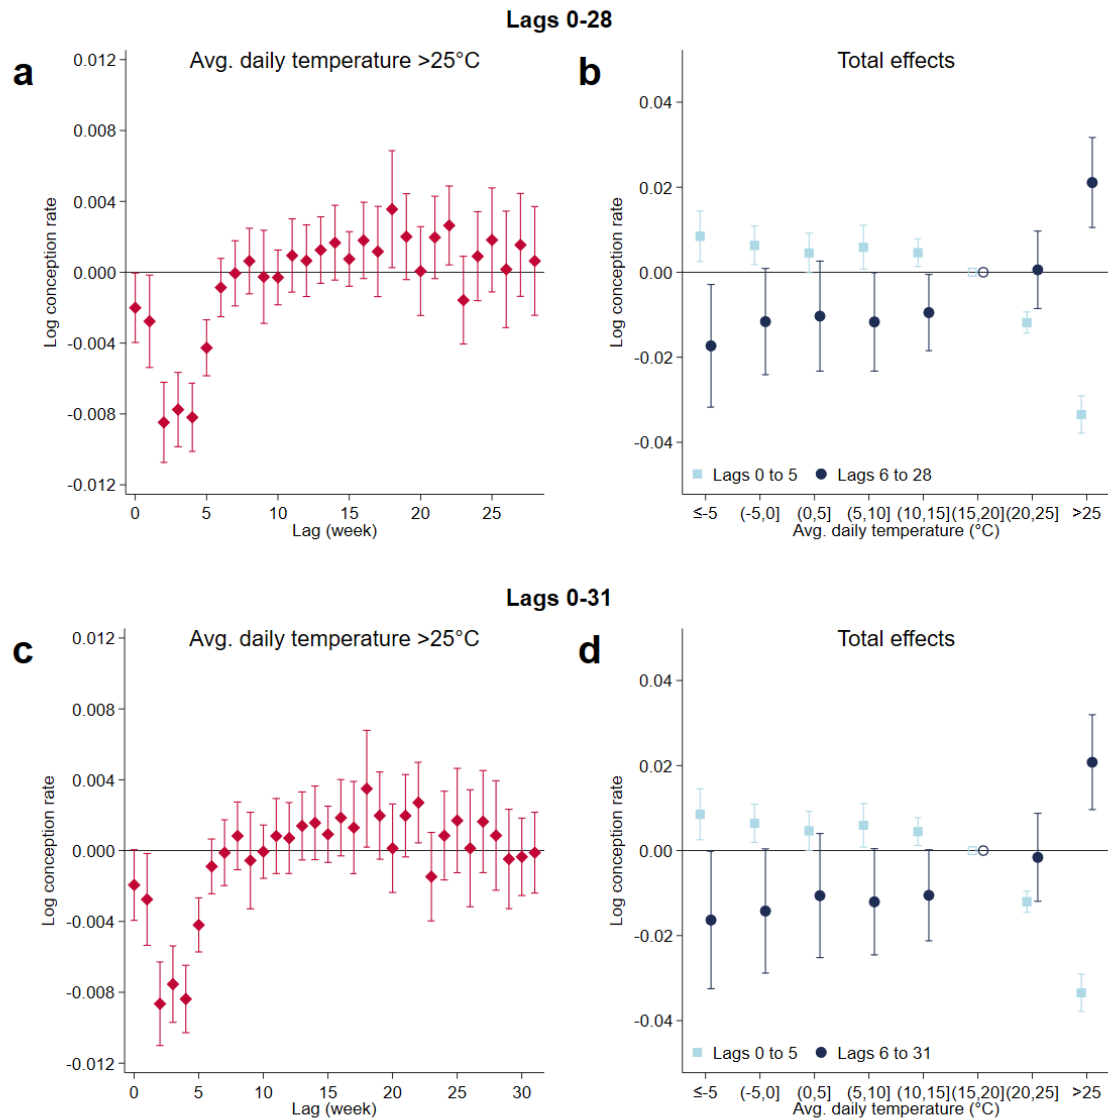 Lags 0-28
a
Avg. daily temperature >25°C
Log conception rate
0.012
0.008
0.004
0.000
-0.004
-0.008
-0.012
0 5 10 15 20 25
Lag (week)
b
Total effects
Log conception rate
0.04
0.02
0.00
-0.02
-0.04
Lags 0 to 5 Lags 6 to 28
≤-5 (-5,0] (0,5] (5,10] (10,15] (15,20] (20,25] >25
Avg. daily temperature (°C)
Lags 0-31
c
Avg. daily temperature >25°C
Log conception rate
0.012
0.008
0.004
0.000
-0.004
-0.008
-0.012
0 5 10 15 20 25 30
Lag (week)
d
Total effects
Log conception rate
0.04
0.02
0.00
-0.02
-0.04
Lags 0 to 5 Lags 6 to 31
≤-5 (-5,0] (0,5] (5,10] (10,15] (15,20] (20,25] >25
Avg. daily temperature (°C)